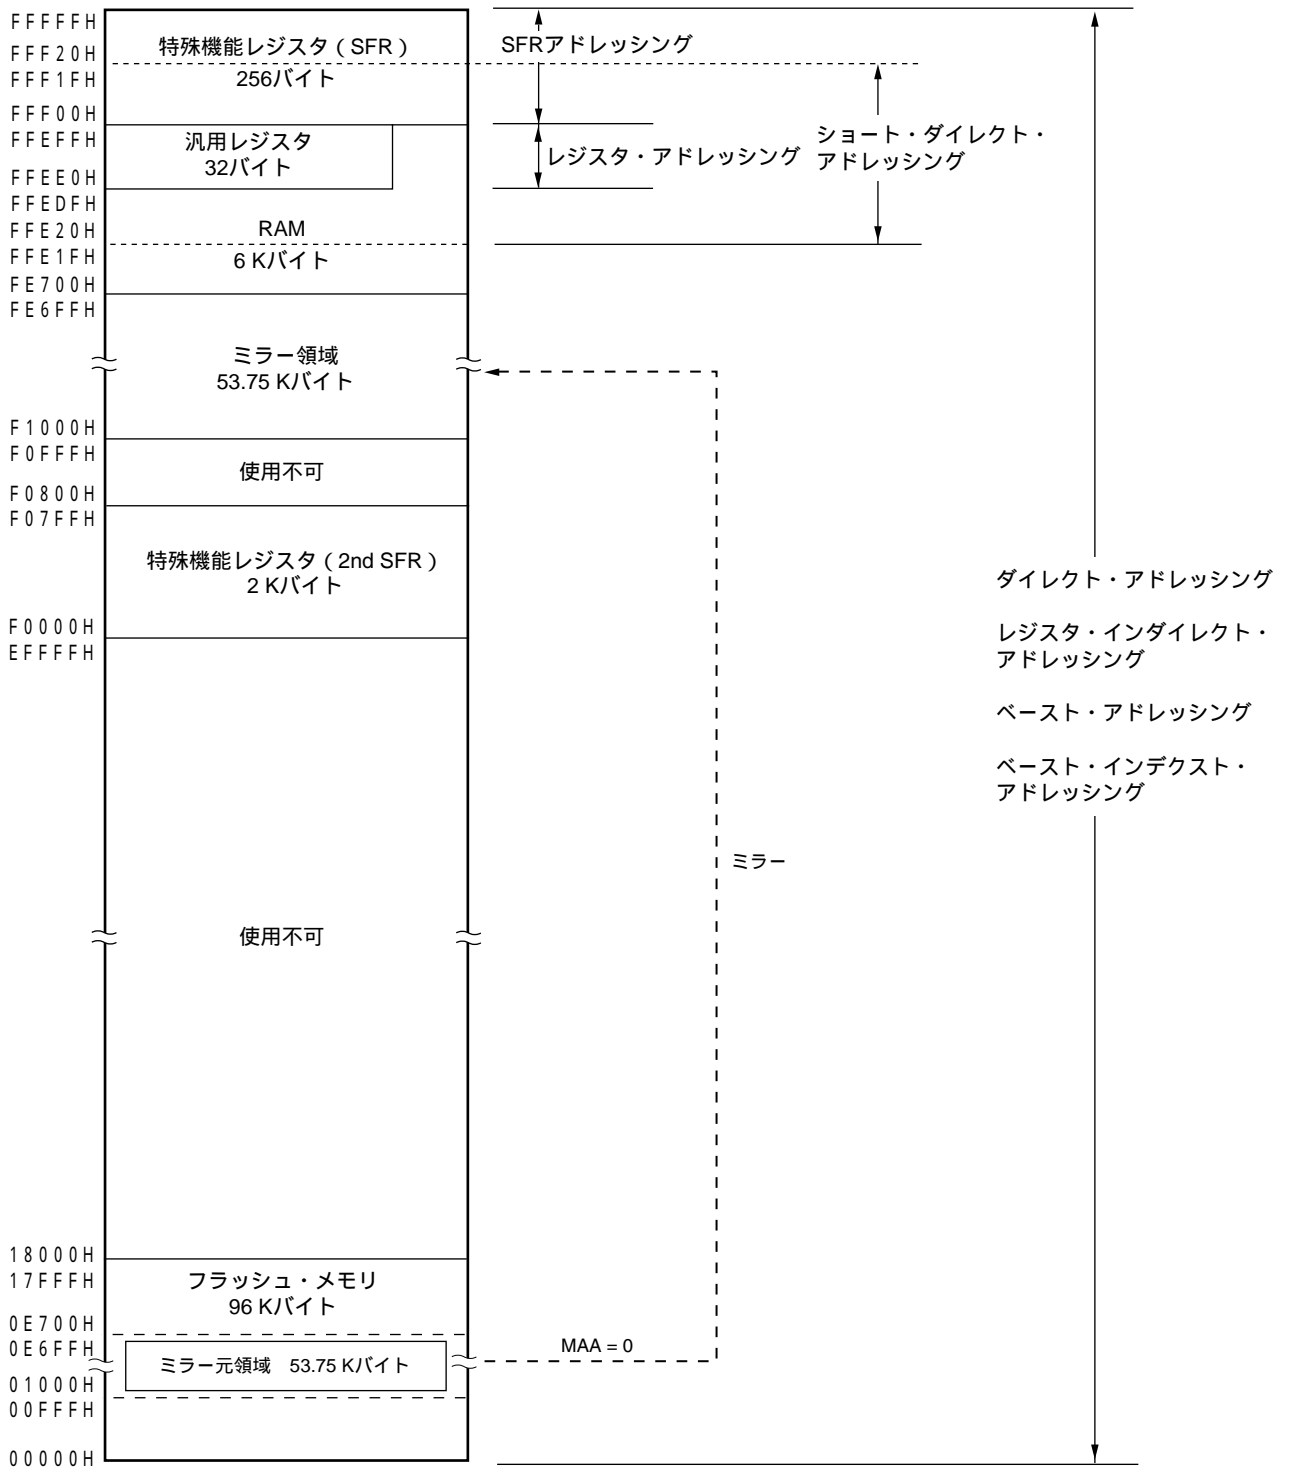 FFFFFH
特殊機能レジスタ（SFR）
256バイト
SFRアドレッシング
FFF20H
FFF1FH
FFF00H
FFEFFH
汎用レジスタ
32バイト
レジスタ・アドレッシング
ショート・ダイレクト・
アドレッシング
FFEE0H
FFEDFH
FFE20H
RAM
6 Kバイト
FFE1FH
FE700H
FE6FFH
ミラー領域
53.75 Kバイト
F1000H
F0FFFH
使用不可
F0800H
F07FFH
特殊機能レジスタ（2nd SFR）
2 Kバイト
F0000H
EFFFFH
ダイレクト・アドレッシング
レジスタ・インダイレクト・
アドレッシング
ベースト・アドレッシング
ベースト・インデクスト・
アドレッシング
ミラー
使用不可
18000H
17FFFH
フラッシュ・メモリ
96 Kバイト
0E700H
0E6FFH
MAA = 0
ミラー元領域　53.75 Kバイト
01000H
00FFFH
00000H